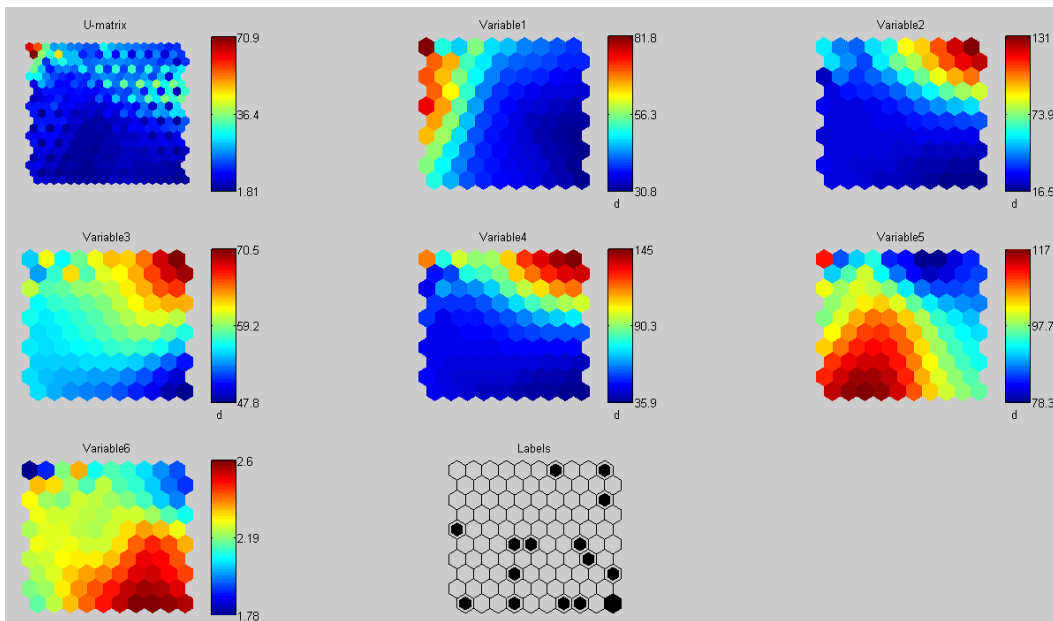 U-matrix
70.9
36.4
1.81
Variable1
81.8
56.3
30.8
d
Variable2
131
73.9
16.5
d
Variable3
70.5
59.2
47.8
d
Variable4
145
90.3
35.9
d
Variable5
117
97.7
78.3
d
Variable6
2.6
2.19
1.78
Labels